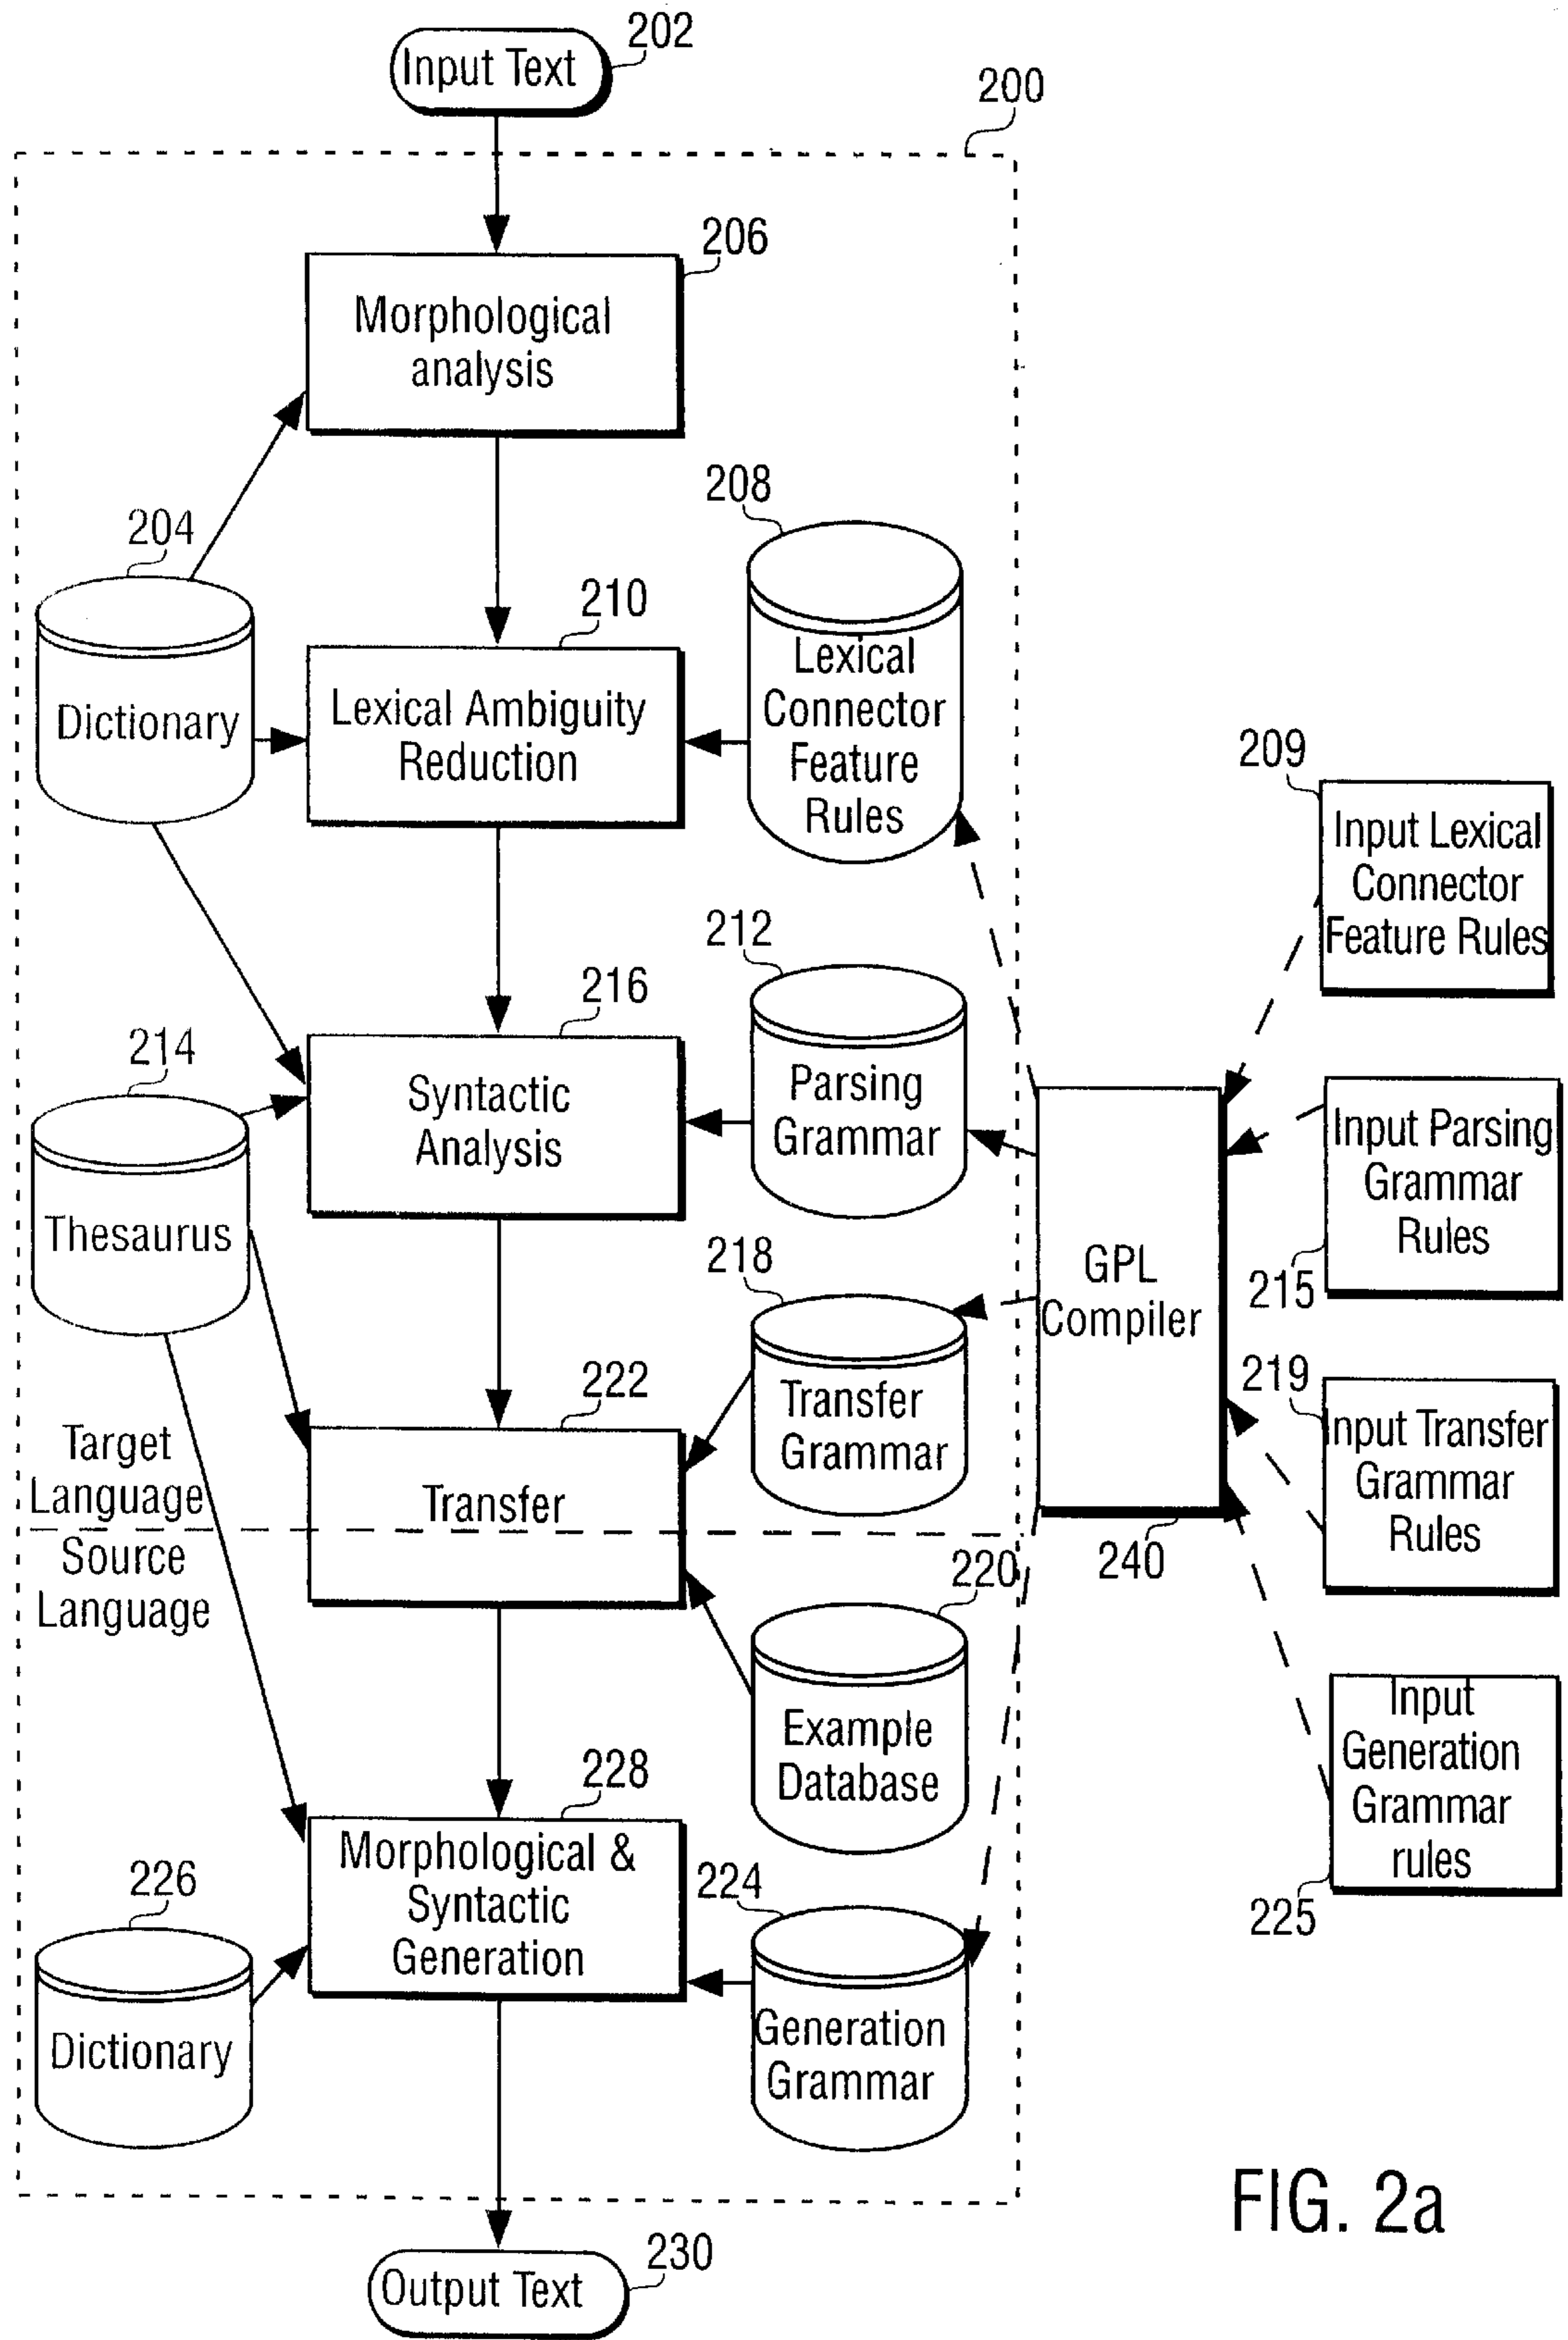 202
Input Text
200
206
Morphological
analysis
208
204
210
Lexical
Connector
Feature
Rules
Dictionary
Lexical Ambiguity
Reduction
209
Input Lexical
Connector
Feature Rules
212
216
214
Parsing
Grammar
Syntactic
Analysis
Input Parsing
Grammar
Rules
215
Thesaurus
218
GPL
Compiler
222
219
Transfer
Grammar
Input Transfer
Grammar
Rules
Target
Language
Transfer
Source
Language
240
220
Example
Database
Input
Generation
Grammar
rules
225
228
Morphological &
Syntactic
Generation
224
226
Generation
Grammar
Dictionary
FIG. 2a
230
Output Text